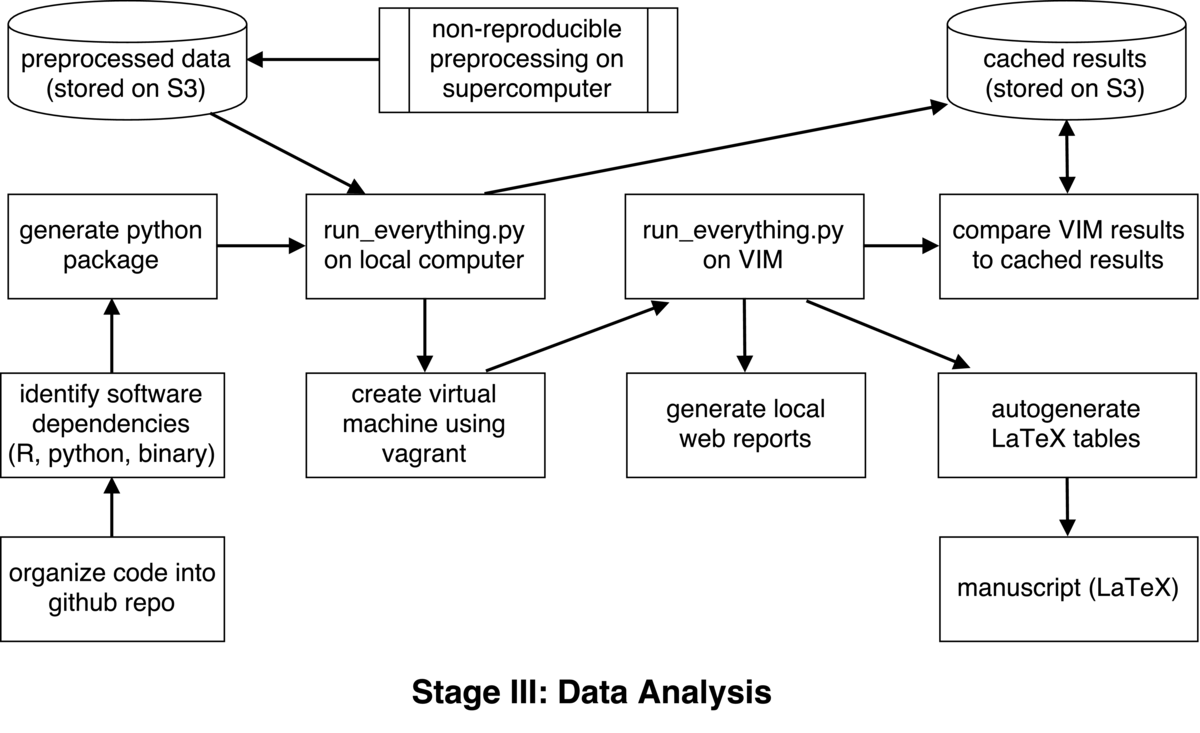 preprocessed data
(stored on S3)
non-reproducible
preprocessing on
supercomputer
cached results
(stored on S3)
generate python
package
run_everything.py
on local computer
run_everything.py
on VIM
compare VIM results
to cached results
identify software
dependencies
(R, python, binary)
create virtual
machine using
vagrant
generate local
web reports
autogenerate
LaTeX tables
organize code into
github repo
manuscript (LaTeX)
Stage III: Data Analysis